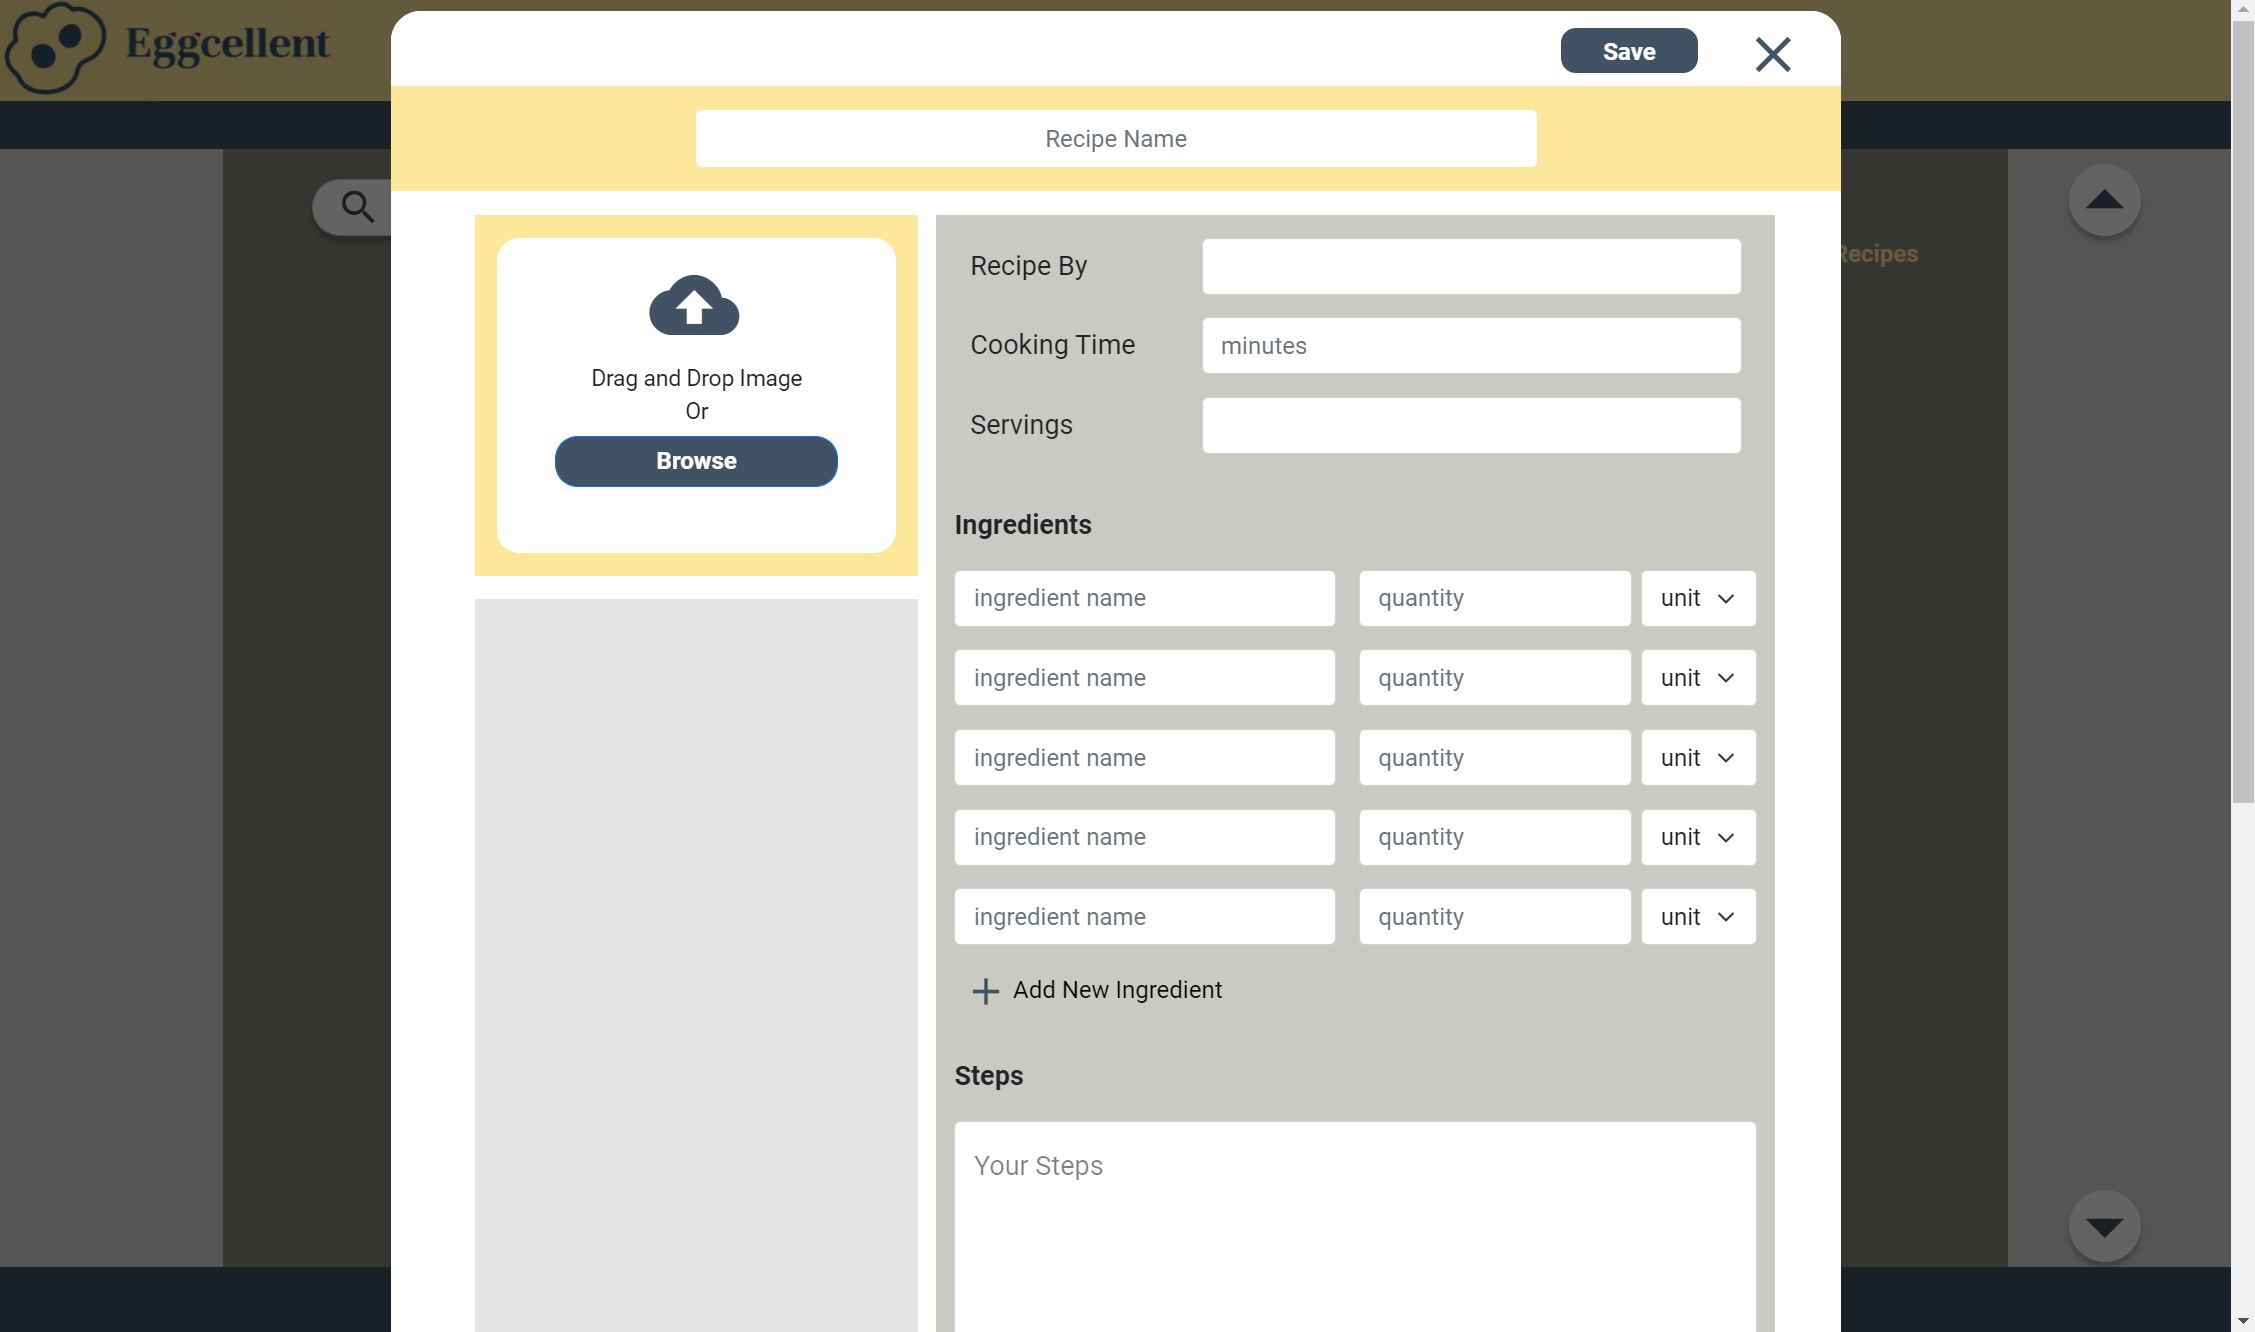 Eggcellent
Save
Recipe Name
Recipes
Drag and Drop Image
Or
Browse
Recipe By
Cooking Time
minutes
Servings
Ingredients
ingredient name quantity unit
ingredient name quantity unit
ingredient name quantity unit
ingredient name quantity unit
ingredient name quantity unit
Add New Ingredient
Steps
Your Steps